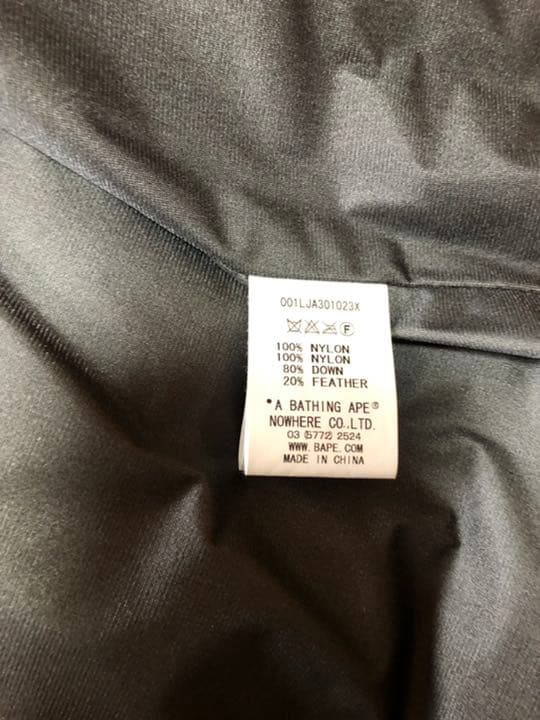 001LJA301023X
F
100% NYLON
100% NYLON
80% DOWN
20% FEATHER
*A BATHING APE®
NOWHERE CO.,LTD.
03 (5772) 2524
WWW.BAPE.COM
MADE IN CHINA